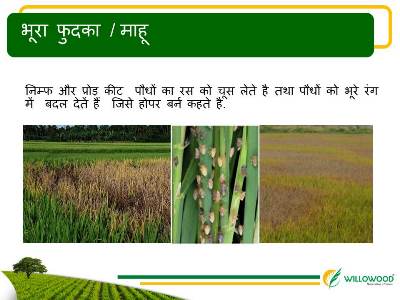 भूरा फुदका / माहू
निम्फ और प्रोड़ कीट पौधों का रस को चूस लेते है तथा पौधों को भूरे रंग
में बदल देतें हैं जिसे होपर बर्न कहते है.
WILLOWOOD